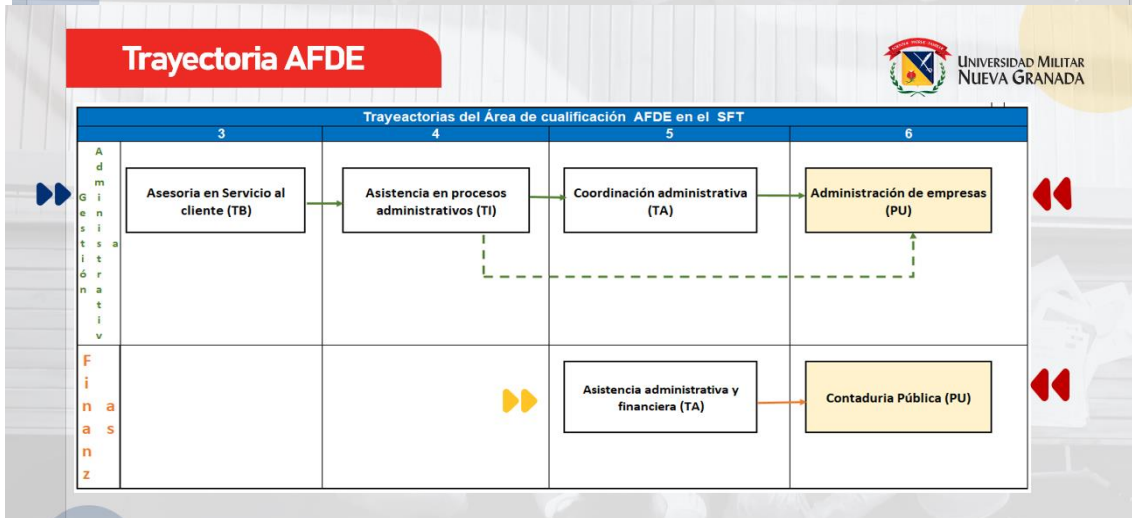 Trayectoria AFDE
UNIVERSIDAD MILITAR
NUEVA GRANADA
Trayeactorias del Área de cualificación AFDE en el SFT
3
4
5
6
Gestión
Administrativa
Asesoria en Servicio al
cliente (TB)
Asistencia en procesos
administrativos (TI)
Coordinación administrativa
(TA)
Administración de empresas
(PU)
Finanzas
Asistencia administrativa y
financiera (TA)
Contaduria Pública (PU)